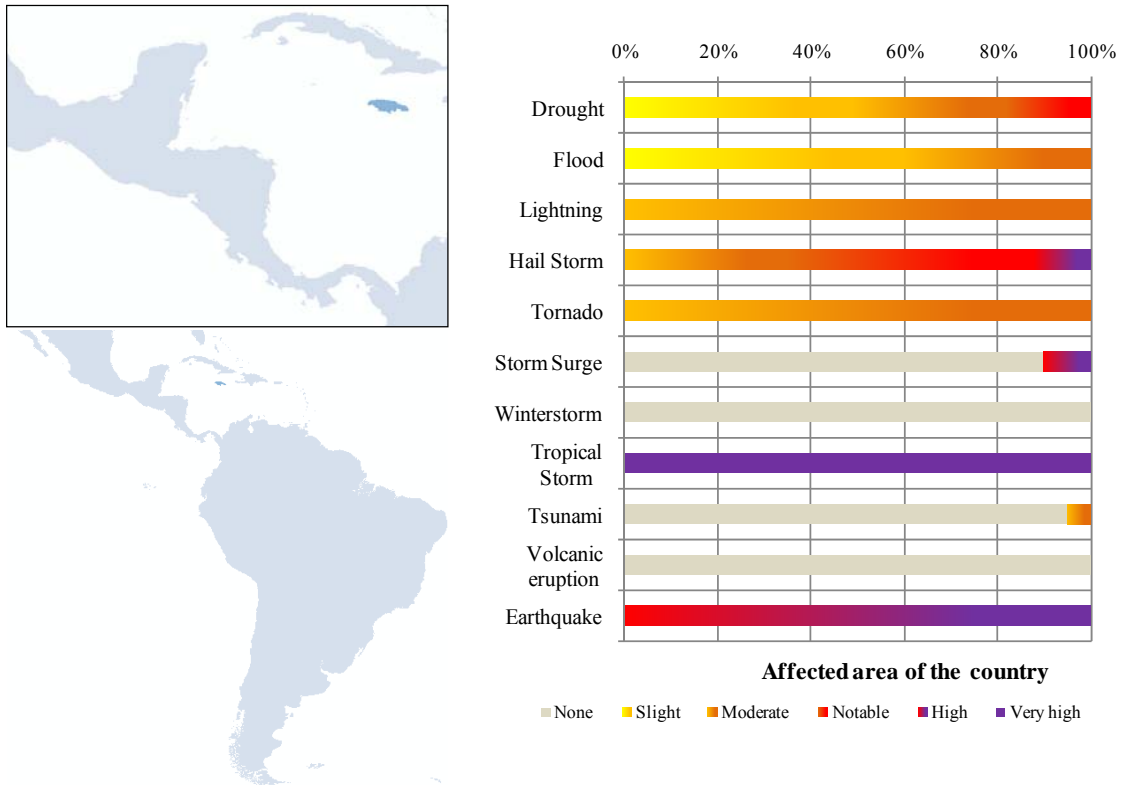 0% 20% 40% 60% 80% 100%
Drought
Flood
Lightning
Hail Storm
Tornado
Storm Surge
Winterstorm
Tropical
Storm
Tsunami
Volcanic
eruption
Earthquake
Affected area of the country
None Slight Moderate Notable High Very high